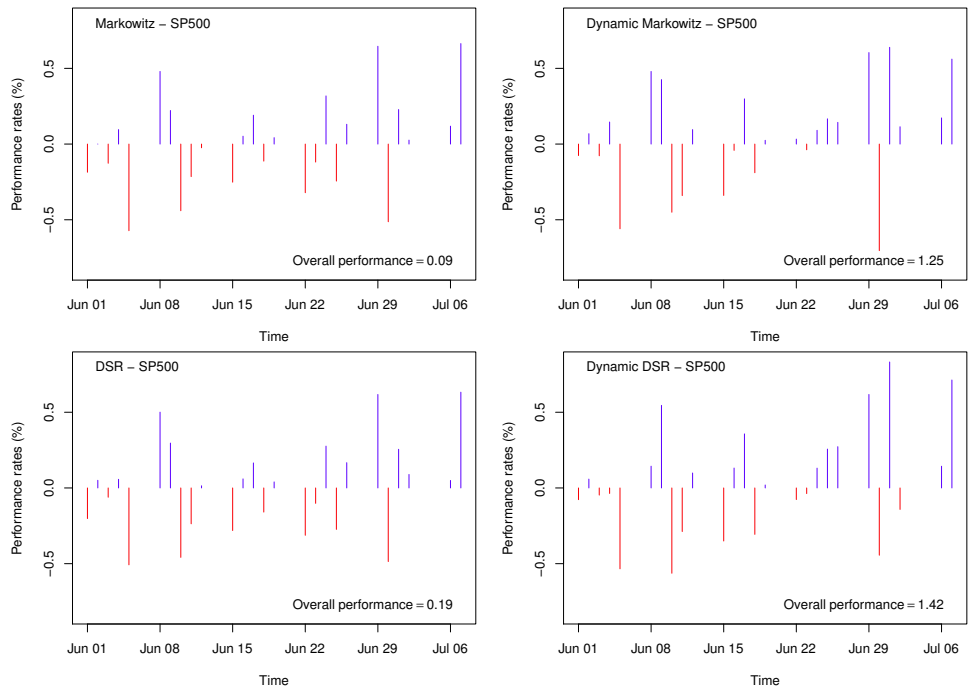 Markowitz − SP500
Performance rates (%)
0.5
0.0
−0.5
Overall performance = 0.09
Jun 01 Jun 08 Jun 15 Jun 22 Jun 29 Jul 06
Time
Dynamic Markowitz − SP500
Performance rates (%)
0.5
0.0
−0.5
Overall performance = 1.25
Jun 01 Jun 08 Jun 15 Jun 22 Jun 29 Jul 06
Time
DSR − SP500
Performance rates (%)
0.5
0.0
−0.5
Overall performance = 0.19
Jun 01 Jun 08 Jun 15 Jun 22 Jun 29 Jul 06
Time
Dynamic DSR − SP500
Performance rates (%)
0.5
0.0
−0.5
Overall performance = 1.42
Jun 01 Jun 08 Jun 15 Jun 22 Jun 29 Jul 06
Time